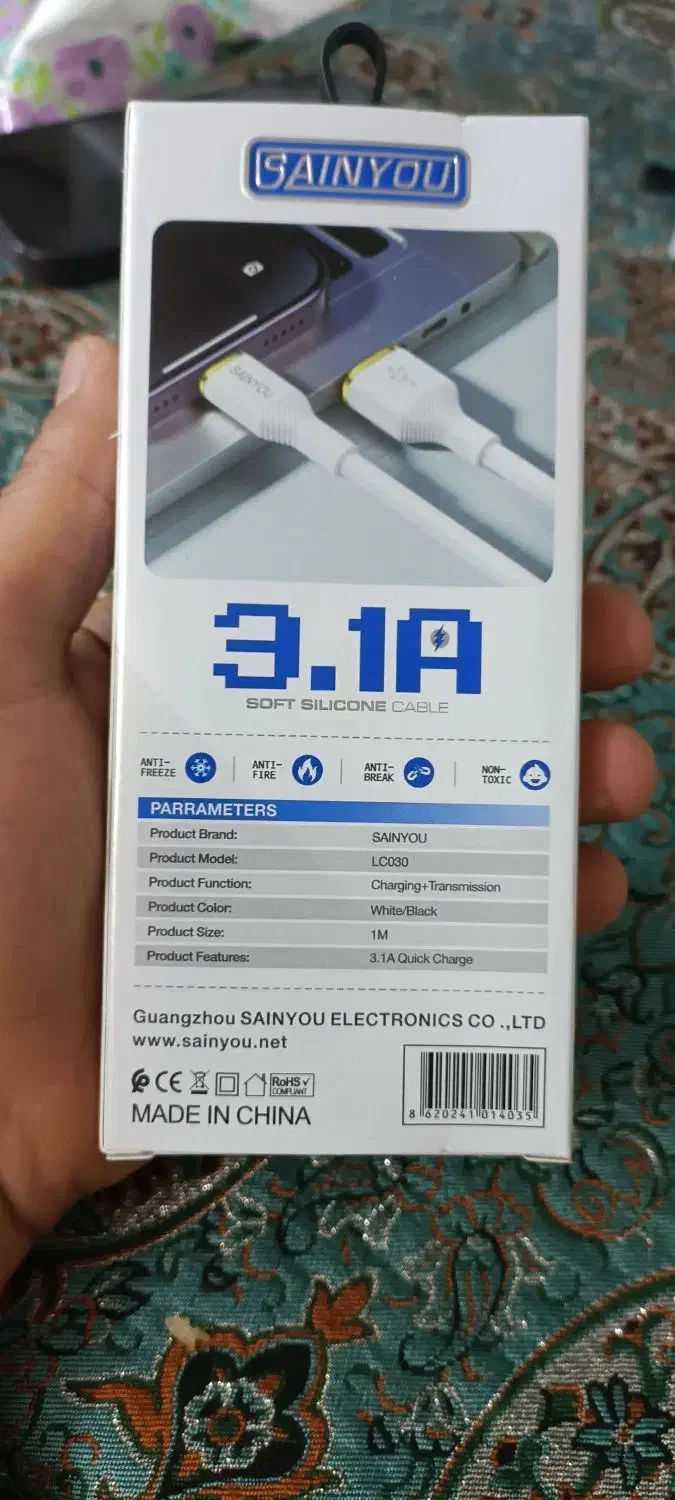 SAINYOU
SAINYOU
3.1A
SOFT SILICONE CABLE
ANTI-
FREEZE
ANTI-
FIRE
ANTI-
BREAK
NON-
TOXIC
PARRAMETERS
Product Brand: SAINYOU
Product Model: LC030
Product Function: Charging+Transmission
Product Color: White/Black
Product Size: 1M
Product Features: 3.1A Quick Charge
Guangzhou SAINYOU ELECTRONICS CO .,LTD
www.sainyou.net
CE RoHS
COMPLIANT
MADE IN CHINA
8 620241 014035